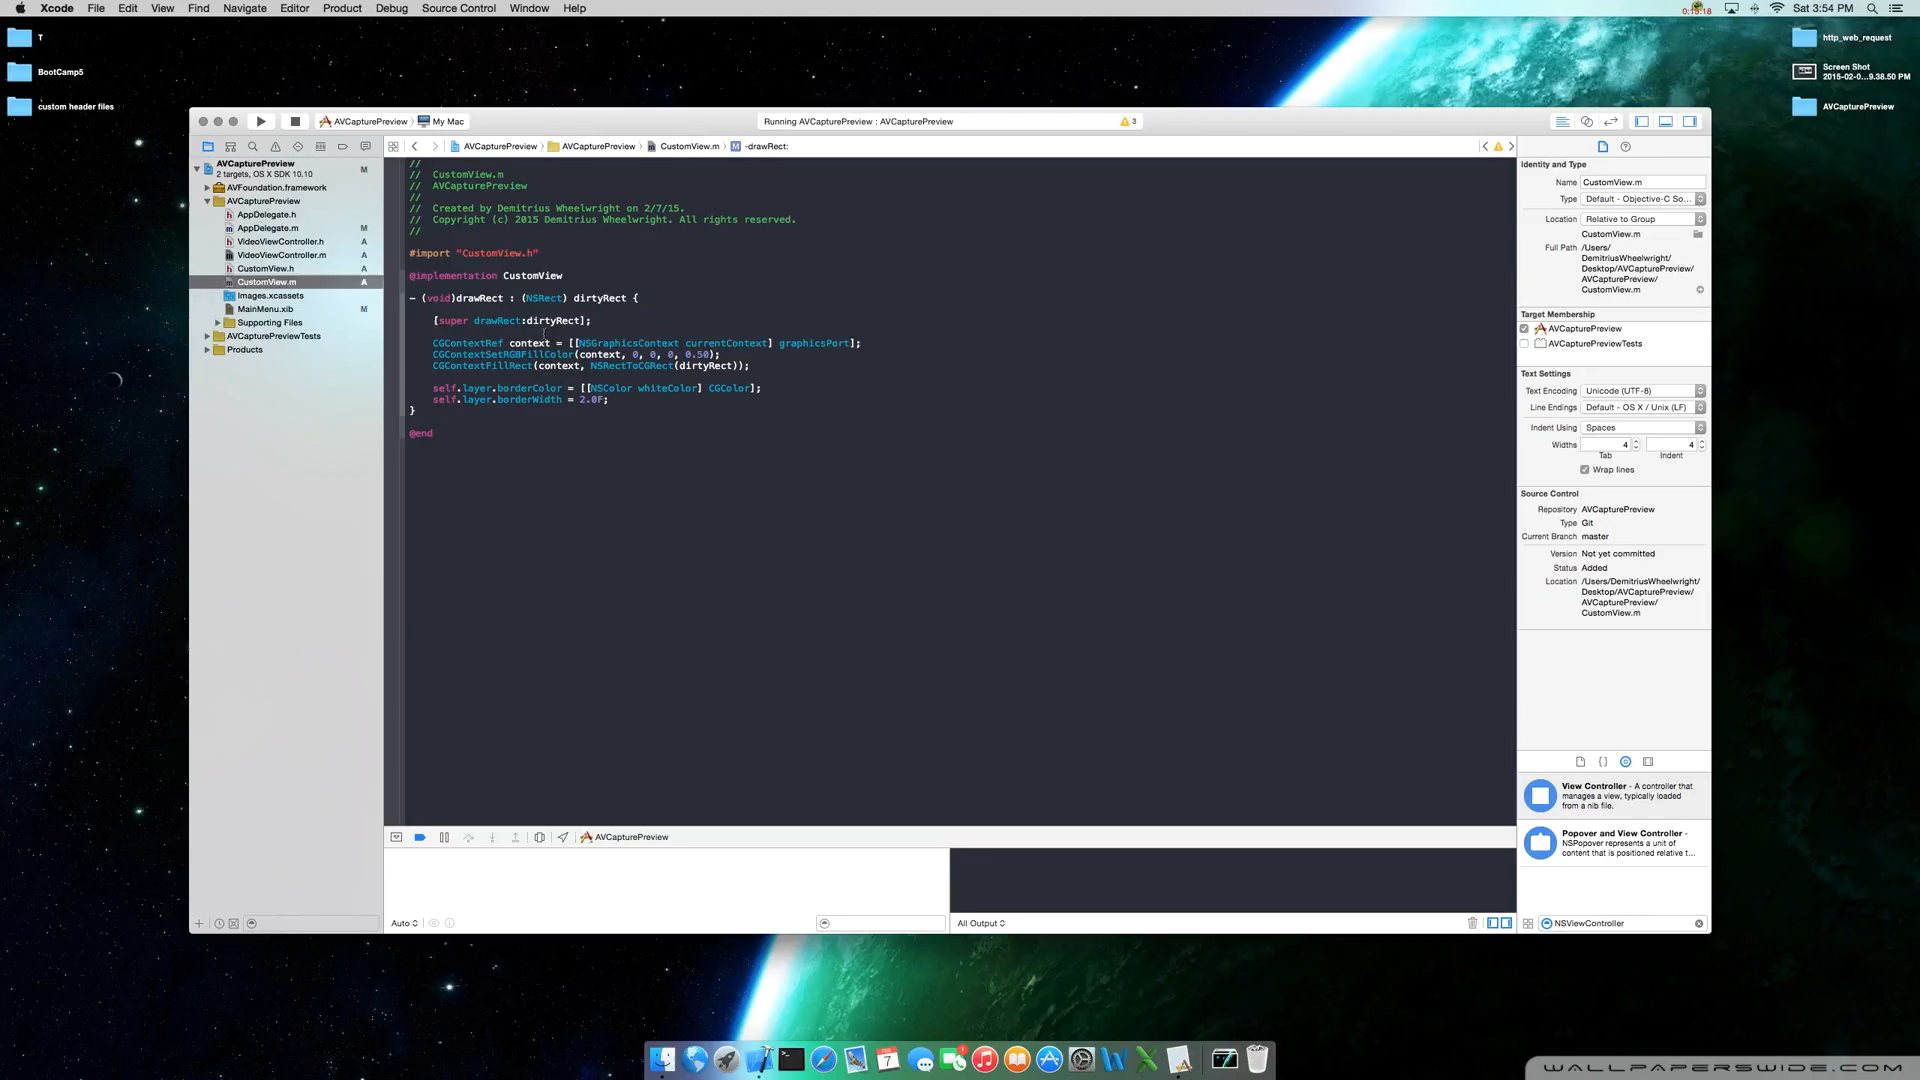 Xcode File Edit View Find Navigate Editor Product Debug Source Control Window Help
0:13:18 Sat 3:54 PM
T
BootCamp5
custom header files
http_web_request
Screen Shot
2015-02-0...9.38.50 PM
AVCapturePreview
AVCapturePreview My Mac
Running AVCapturePreview : AVCapturePreview
3
AVCapturePreview
2 targets, OS X SDK 10.10
M
AVFoundation.framework
AVCapturePreview
AppDelegate.h
AppDelegate.m M
VideoViewController.h A
VideoViewController.m A
CustomView.h A
CustomView.m A
Images.xcassets
MainMenu.xib M
Supporting Files
AVCapturePreviewTests
Products
AVCapturePreview AVCapturePreview CustomView.m M -drawRect:
//
// CustomView.m
// AVCapturePreview
//
// Created by Demitrius Wheelwright on 2/7/15.
// Copyright (c) 2015 Demitrius Wheelwright. All rights reserved.
//
#import "CustomView.h"
@implementation CustomView
- (void)drawRect : (NSRect) dirtyRect {
[super drawRect:dirtyRect];
CGContextRef context = [[NSGraphicsContext currentContext] graphicsPort];
CGContextSetRGBFillColor(context, 0, 0, 0, 0.50);
CGContextFillRect(context, NSRectToCGRect(dirtyRect));
self.layer.borderColor = [[NSColor whiteColor] CGColor];
self.layer.borderWidth = 2.0F;
}
@end
AVCapturePreview
Auto
All Output
Identity and Type
Name CustomView.m
Type Default - Objective-C So...
Location Relative to Group
CustomView.m
Full Path /Users/
DemitriusWheelwright/
Desktop/AVCapturePreview/
AVCapturePreview/
CustomView.m
Target Membership
AVCapturePreview
AVCapturePreviewTests
Text Settings
Text Encoding Unicode (UTF-8)
Line Endings Default - OS X / Unix (LF)
Indent Using Spaces
Widths 4 4
Tab Indent
Wrap lines
Source Control
Repository AVCapturePreview
Type Git
Current Branch master
Version Not yet committed
Status Added
Location /Users/DemitriusWheelwright/
Desktop/AVCapturePreview/
AVCapturePreview/
CustomView.m
{ }
View Controller - A controller that
manages a view, typically loaded
from a nib file.
Popover and View Controller -
NSPopover represents a unit of
content that is positioned relative t...
NSViewController
7
1
WALLPAPERSWIDE.COM